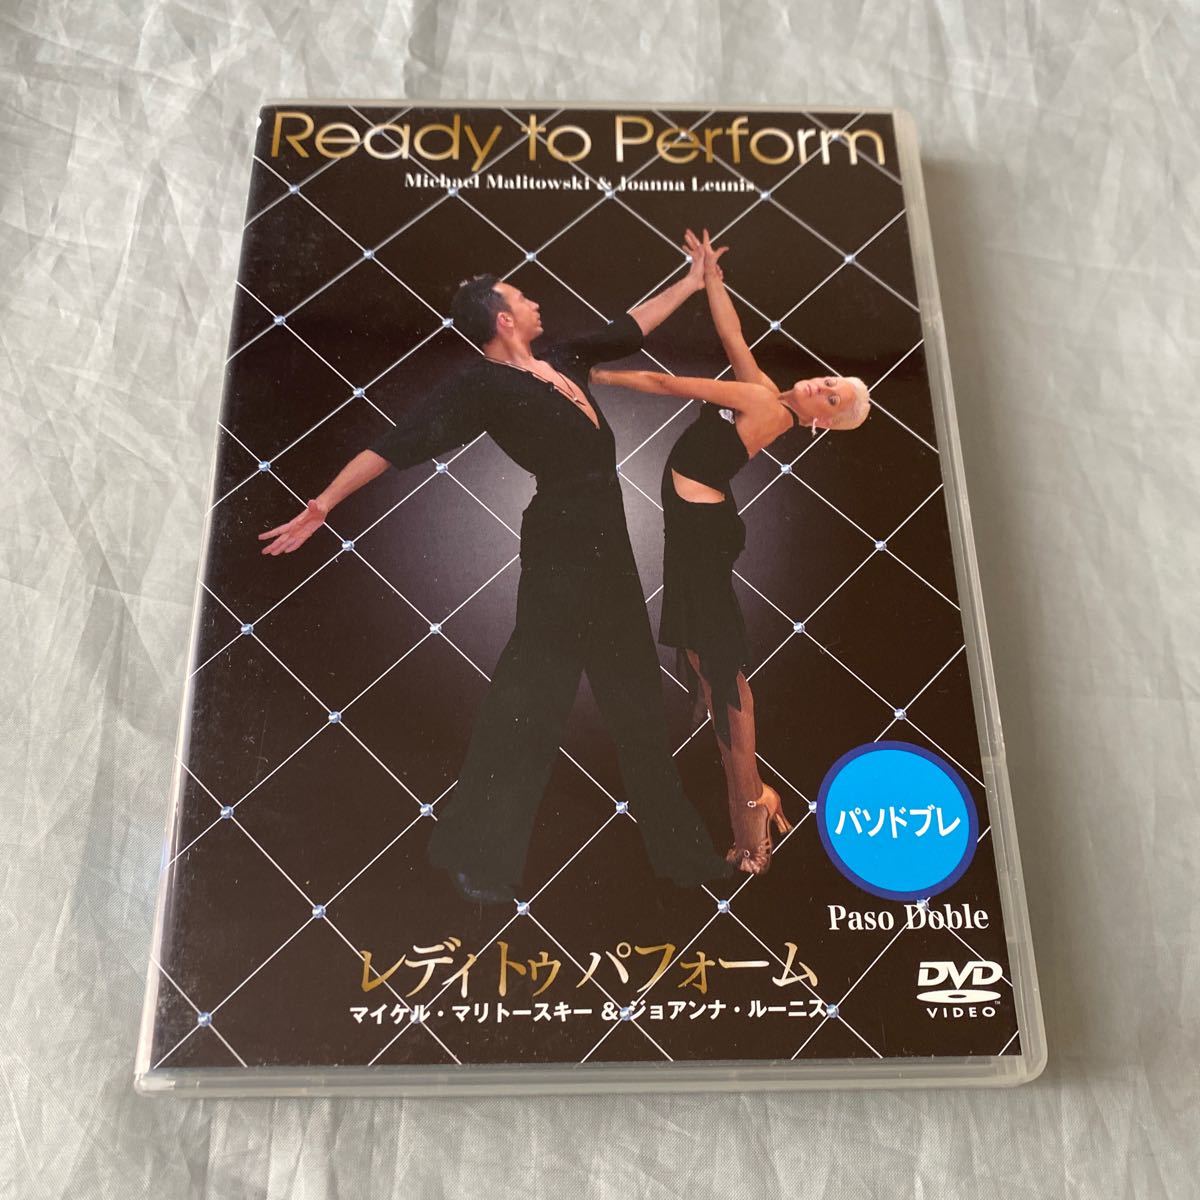 Ready to Perform
Michael Malitowski & Joanna Leunis
パソドブレ
Paso Doble
レディ トゥ パフォーム
マイケル・マリトースキー & ジョアンナ・ルーニス
DVD
VIDEO
TM